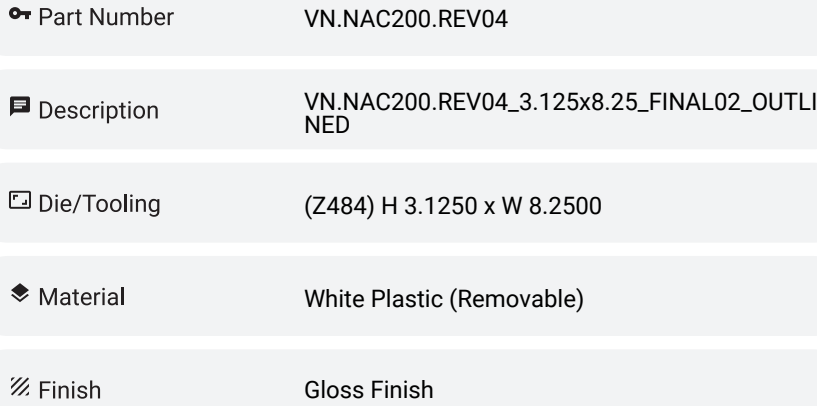 Part Number VN.NAC200.REV04
Description VN.NAC200.REV04_3.125x8.25_FINAL02_OUTLI
NED
Die/Tooling (Z484) H 3.1250 x W 8.2500
Material White Plastic (Removable)
Finish Gloss Finish